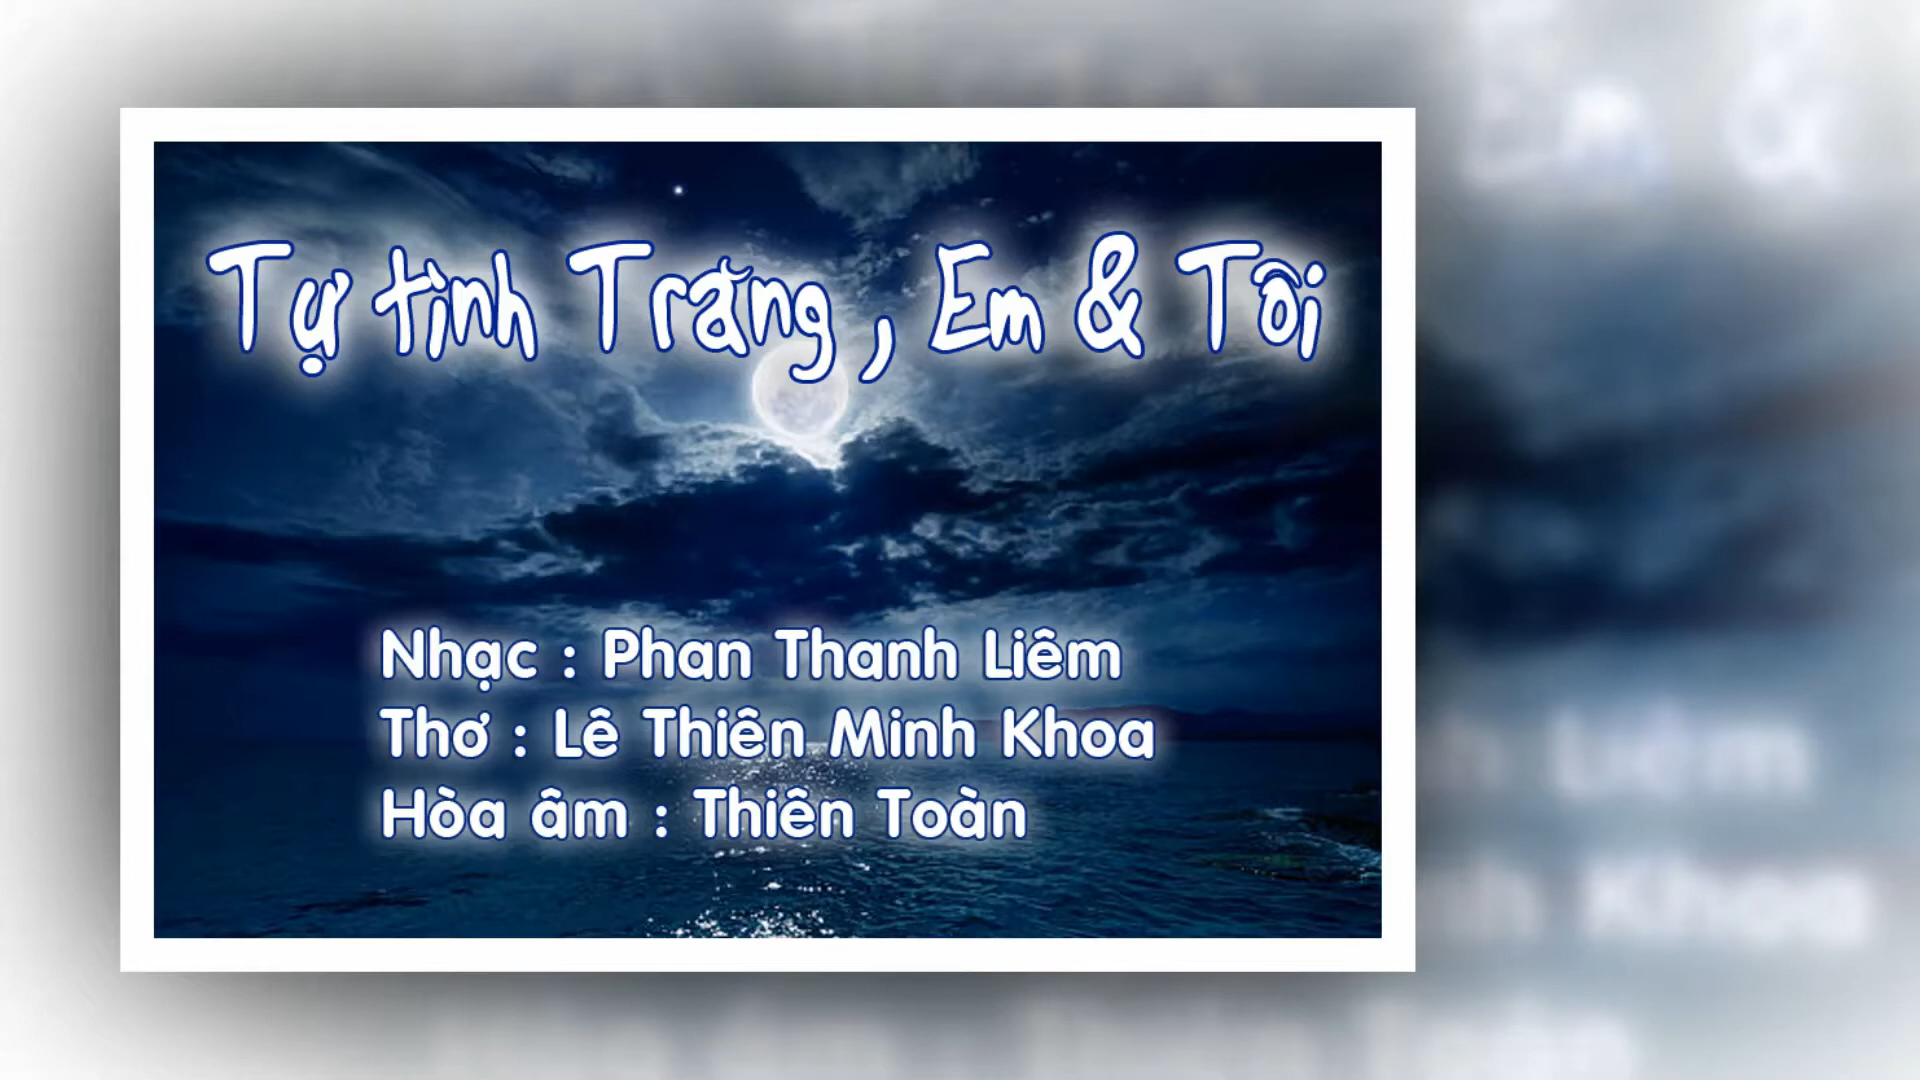 Tự tình Trăng , Em & Tôi
Nhạc : Phan Thanh Liêm
Thơ : Lê Thiên Minh Khoa
Hòa âm : Thiên Toàn